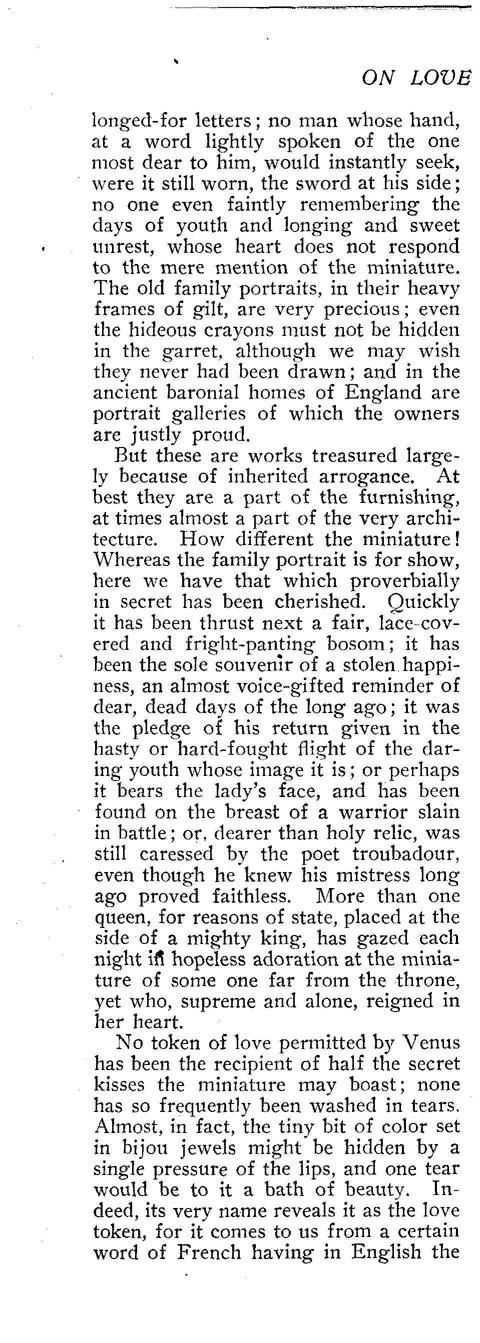 ON LOVE
longed-for letters; no man whose hand,
at a word lightly spoken of the one
most dear to him, would instantly seek,
were it still worn, the sword at his side;
no one even faintly remembering the
days of youth and longing and sweet
unrest, whose heart does not respond
to the mere mention of the miniature.
The old family portraits, in their heavy
frames of gilt, are very precious; even
the hideous crayons must not be hidden
in the garret, although we may wish
they never had been drawn; and in the
ancient baronial homes of England are
portrait galleries of which the owners
are justly proud.
But these are works treasured large-
ly because of inherited arrogance. At
best they are a part of the furnishing,
at times almost a part of the very archi-
tecture. How different the miniature!
Whereas the family portrait is for show,
here we have that which proverbially
in secret has been cherished. Quickly
it has been thrust next a fair, lace-cov-
ered and fright-panting bosom; it has
been the sole souvenir of a stolen happi-
ness, an almost voice-gifted reminder of
dear, dead days of the long ago; it was
the pledge of his return given in the
hasty or hard-fought flight of the dar-
ing youth whose image it is; or perhaps
it bears the lady's face, and has been
found on the breast of a warrior slain
in battle; or, dearer than holy relic, was
still caressed by the poet troubadour,
even though he knew his mistress long
ago proved faithless. More than one
queen, for reasons of state, placed at the
side of a mighty king, has gazed each
night in hopeless adoration at the minia-
ture of some one far from the throne,
yet who, supreme and alone, reigned in
her heart.
No token of love permitted by Venus
has been the recipient of half the secret
kisses the miniature may boast; none
has so frequently been washed in tears.
Almost, in fact, the tiny bit of color set
in bijou jewels might be hidden by a
single pressure of the lips, and one tear
would be to it a bath of beauty. In-
deed, its very name reveals it as the love
token, for it comes to us from a certain
word of French having in English the